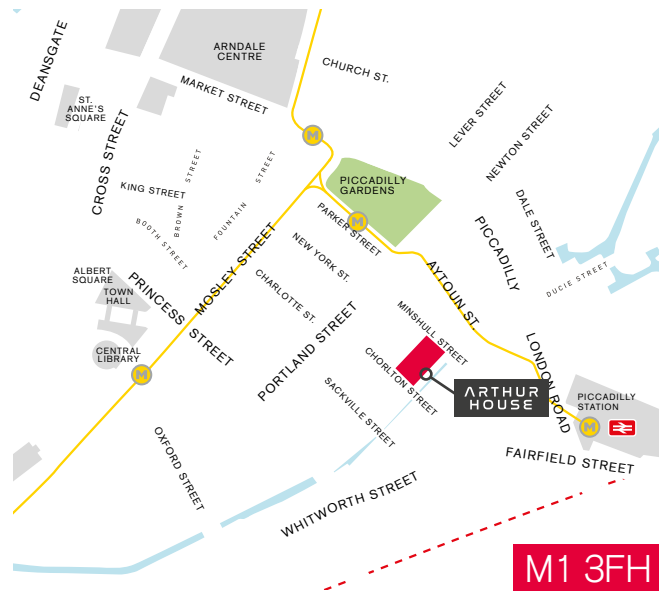 DEANSGATE
ARNDALE
CENTRE
CHURCH ST.
MARKET STREET
ST.
ANNE'S
SQUARE
CROSS STREET
LEVER STREET
NEWTON STREET
M
KING STREET
BROWN STREET
FOUNTAIN STREET
BOOTH STREET
PICCADILLY
GARDENS
M
PARKER STREET
DALE STREET
PICCADILLY
DUCIE STREET
MOSLEY STREET
NEW YORK ST.
CHARLOTTE ST.
AYTOUN ST.
ALBERT
SQUARE
TOWN
HALL
PRINCESS STREET
CENTRAL
LIBRARY
M
PORTLAND STREET
MINSHULL STREET
CHORLTON STREET
SACKVILLE STREET
LONDON ROAD
ARTHUR
HOUSE
PICCADILLY
STATION
M
FAIRFIELD STREET
OXFORD STREET
WHITWORTH STREET
M1 3FH